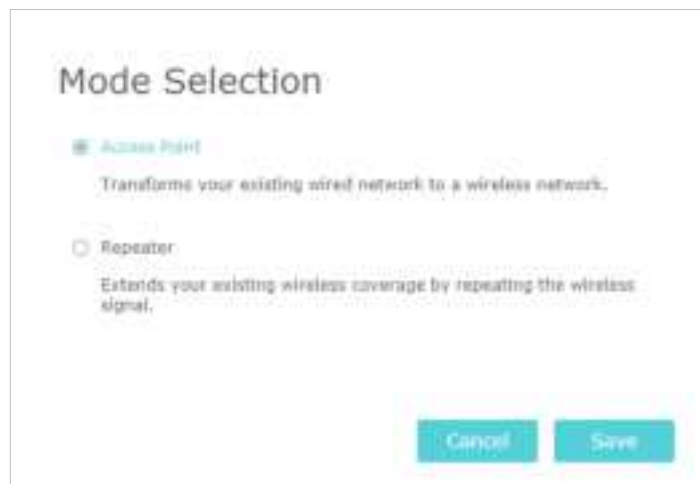 Mode Selection
Access Point
Transforms your existing wired network to a wireless network.
Repeater
Extends your existing wireless coverage by repeating the wireless
signal.
Cancel
Save